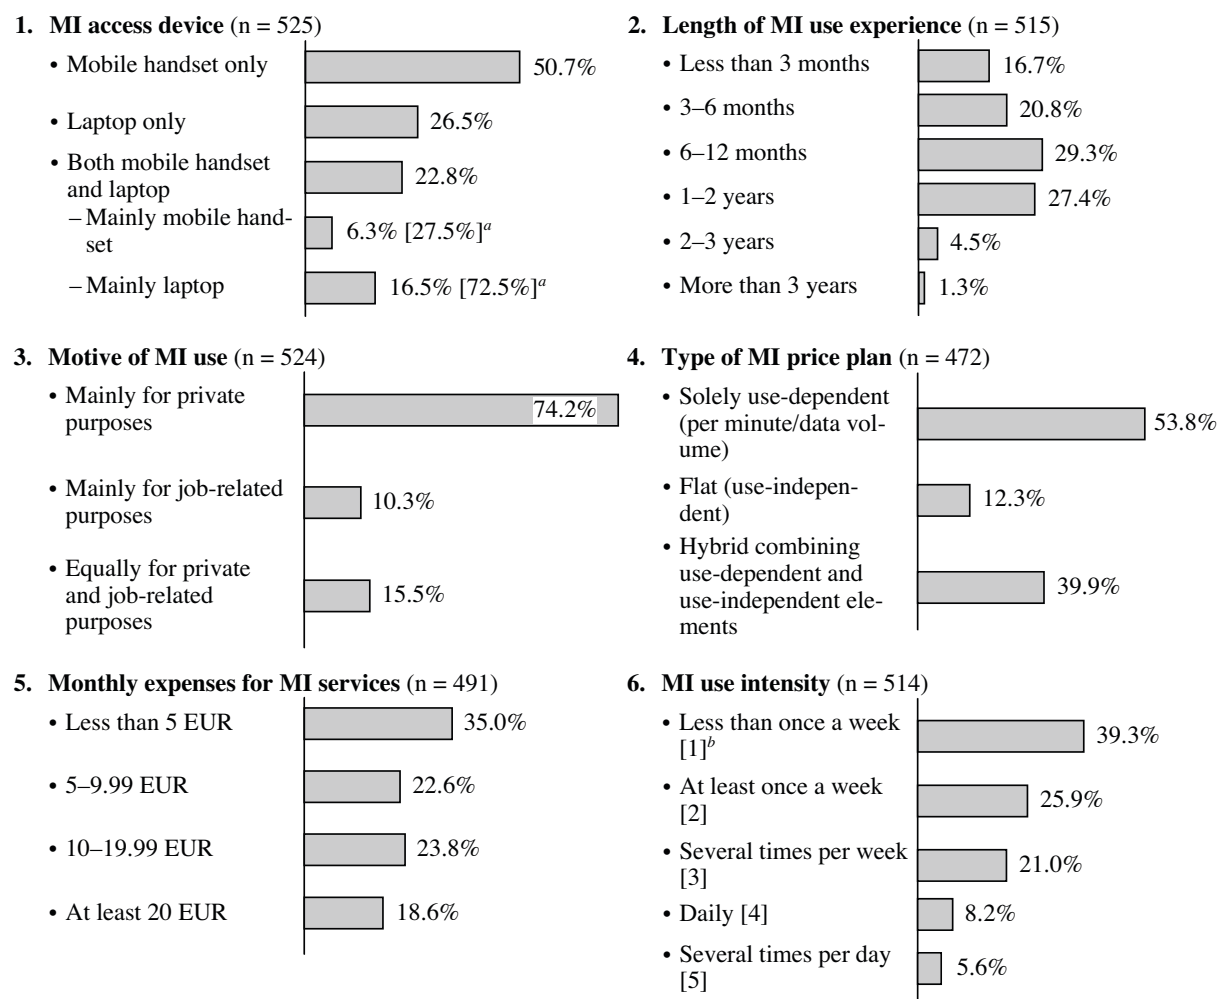 1. MI access device (n = 525)
• Mobile handset only
50.7%
• Laptop only
26.5%
• Both mobile handset
and laptop
22.8%
– Mainly mobile hand-
set
6.3% [27.5%]a
– Mainly laptop
16.5% [72.5%]a
2. Length of MI use experience (n = 515)
• Less than 3 months
16.7%
• 3–6 months
20.8%
• 6–12 months
29.3%
• 1–2 years
27.4%
• 2–3 years
4.5%
• More than 3 years
1.3%
3. Motive of MI use (n = 524)
• Mainly for private
purposes
74.2%
• Mainly for job-related
purposes
10.3%
• Equally for private
and job-related
purposes
15.5%
4. Type of MI price plan (n = 472)
• Solely use-dependent
(per minute/data vol-
ume)
53.8%
• Flat (use-indepen-
dent)
12.3%
• Hybrid combining
use-dependent and
use-independent ele-
ments
39.9%
5. Monthly expenses for MI services (n = 491)
• Less than 5 EUR
35.0%
• 5–9.99 EUR
22.6%
• 10–19.99 EUR
23.8%
• At least 20 EUR
18.6%
6. MI use intensity (n = 514)
• Less than once a week
[1]b
39.3%
• At least once a week
[2]
25.9%
• Several times per week
[3]
21.0%
• Daily [4]
8.2%
• Several times per day
[5]
5.6%